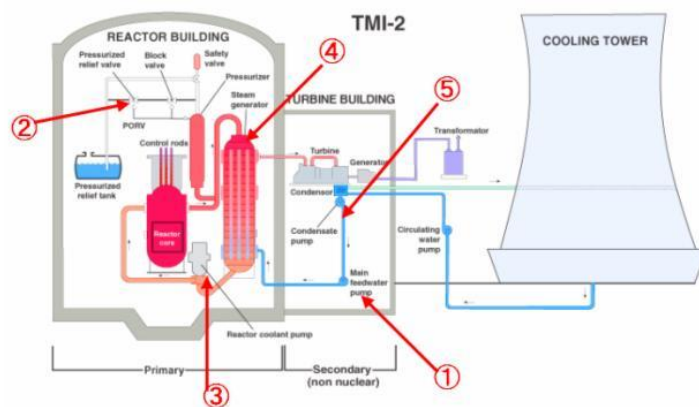 TMI-2
REACTOR BUILDING
COOLING TOWER
Pressurized
relief valve
Block
valve
Safety
valve
④
Pressurizer
Steam
generator
②
TURBINE BUILDING
⑤
PORV
Transformator
Control rods
Turbine
Generator
Pressurized
relief tank
Condensor
Reactor
core
Condensate
pump
Circulating
water
pump
Main
feedwater
pump
①
Reactor coolant pump
③
Primary
Secondary
(non nuclear)